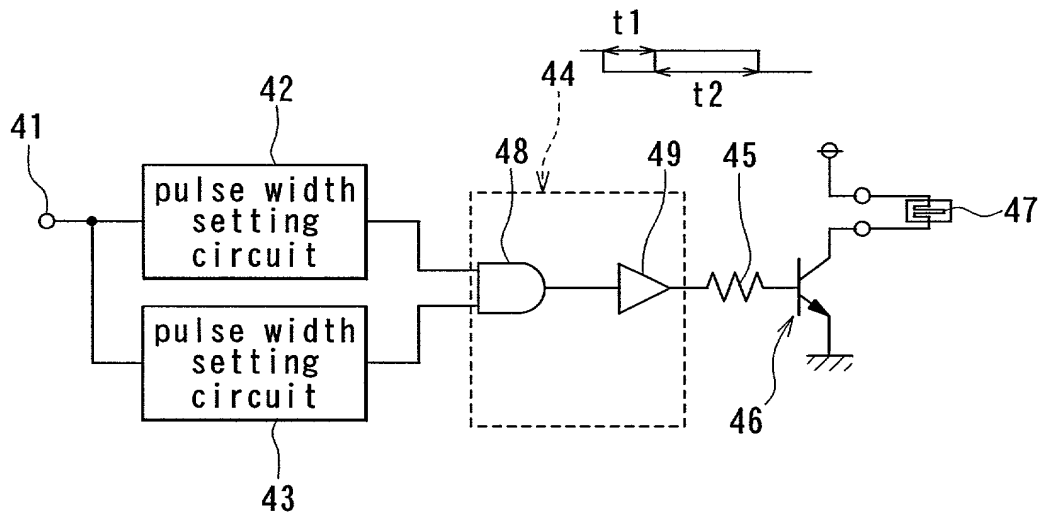 t1
t2
44
42
41
pulse width
setting
circuit
48
49
45
47
pulse width
setting
circuit
46
43